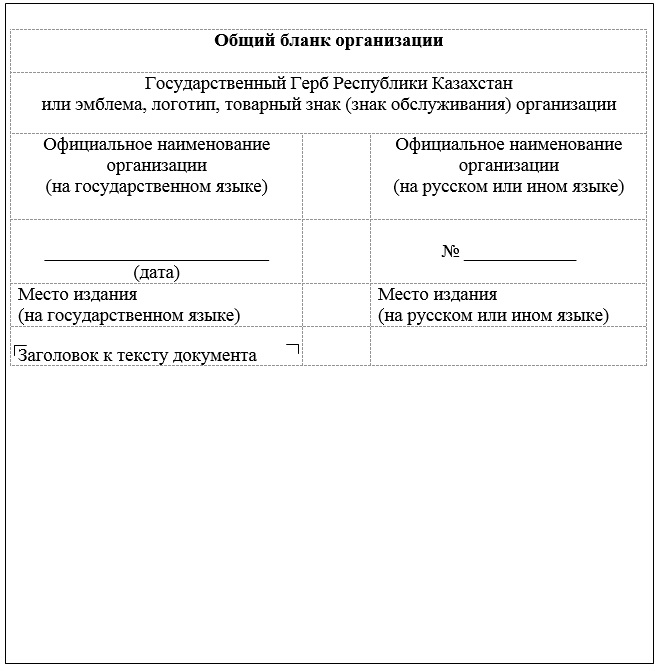 Общий бланк организации
Государственный Герб Республики Казахстан
или эмблема, логотип, товарный знак (знак обслуживания) организации
Официальное наименование
организации
(на государственном языке)
Официальное наименование
организации
(на русском или ином языке)
_________________________
(дата)
№ ____________
Место издания
(на государственном языке)
Место издания
(на русском или ином языке)
Заголовок к тексту документа